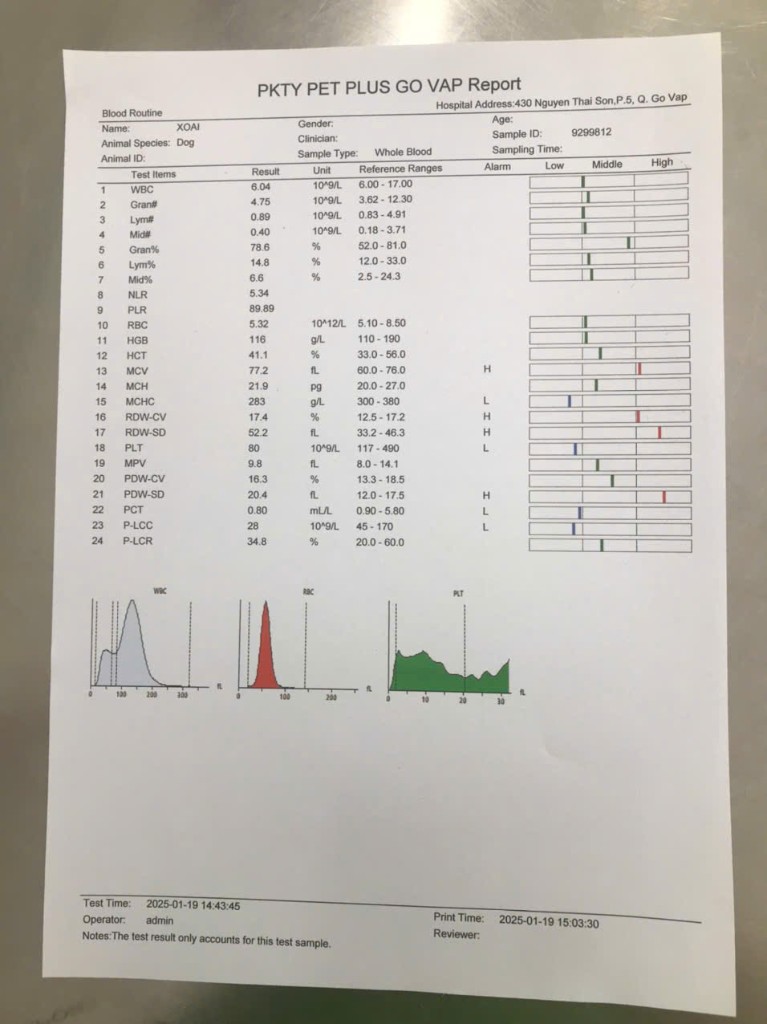 PKTY PET PLUS GO VAP Report
Hospital Address:430 Nguyen Thai Son,P.5, Q. Go Vap
Blood Routine
Name: XOAI Gender: Age:
Animal Species: Dog Clinician: Sample ID: 9299812
Animal ID: Sample Type: Whole Blood Sampling Time:
Test Items Result Unit Reference Ranges Alarm Low Middle High
1 WBC 6.04 10^9/L 6.00 - 17.00
2 Gran# 4.75 10^9/L 3.62 - 12.30
3 Lym# 0.89 10^9/L 0.83 - 4.91
4 Mid# 0.40 10^9/L 0.18 - 3.71
5 Gran% 78.6 % 52.0 - 81.0
6 Lym% 14.8 % 12.0 - 33.0
7 Mid% 6.6 % 2.5 - 24.3
8 NLR 5.34
9 PLR 89.89
10 RBC 5.32 10^12/L 5.10 - 8.50
11 HGB 116 g/L 110 - 190
12 HCT 41.1 % 33.0 - 56.0
13 MCV 77.2 fL 60.0 - 76.0 H
14 MCH 21.9 pg 20.0 - 27.0
15 MCHC 283 g/L 300 - 380 L
16 RDW-CV 17.4 % 12.5 - 17.2 H
17 RDW-SD 52.2 fL 33.2 - 46.3 H
18 PLT 80 10^9/L 117 - 490 L
19 MPV 9.8 fL 8.0 - 14.1
20 PDW-CV 16.3 % 13.3 - 18.5
21 PDW-SD 20.4 fL 12.0 - 17.5 H
22 PCT 0.80 mL/L 0.90 - 5.80 L
23 P-LCC 28 10^9/L 45 - 170 L
24 P-LCR 34.8 % 20.0 - 60.0
WBC RBC PLT
0 100 200 300 fL 0 100 200 fL 0 10 20 30 fL
Test Time: 2025-01-19 14:43:45 Print Time: 2025-01-19 15:03:30
Operator: admin Reviewer:
Notes:The test result only accounts for this test sample.